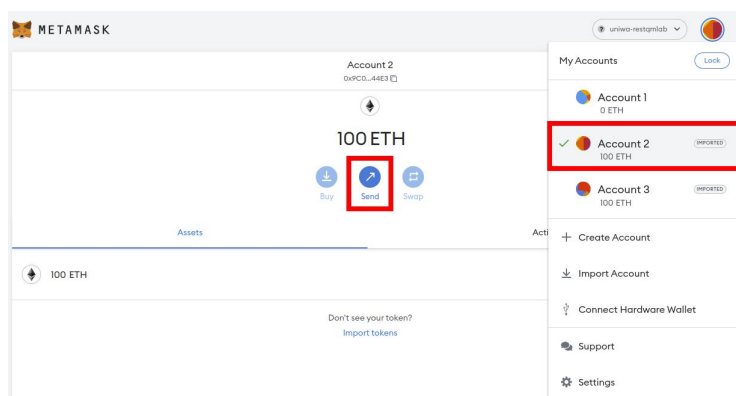 METAMASK
uniwa-restqmlab
Account 2
0x9C0...44E3
100 ETH
Buy
Send
Swap
Assets
Acti
100 ETH
Don't see your token?
Import tokens
My Accounts
Lock
Account 1
0 ETH
Account 2
IMPORTED
100 ETH
Account 3
IMPORTED
100 ETH
Create Account
Import Account
Connect Hardware Wallet
Support
Settings